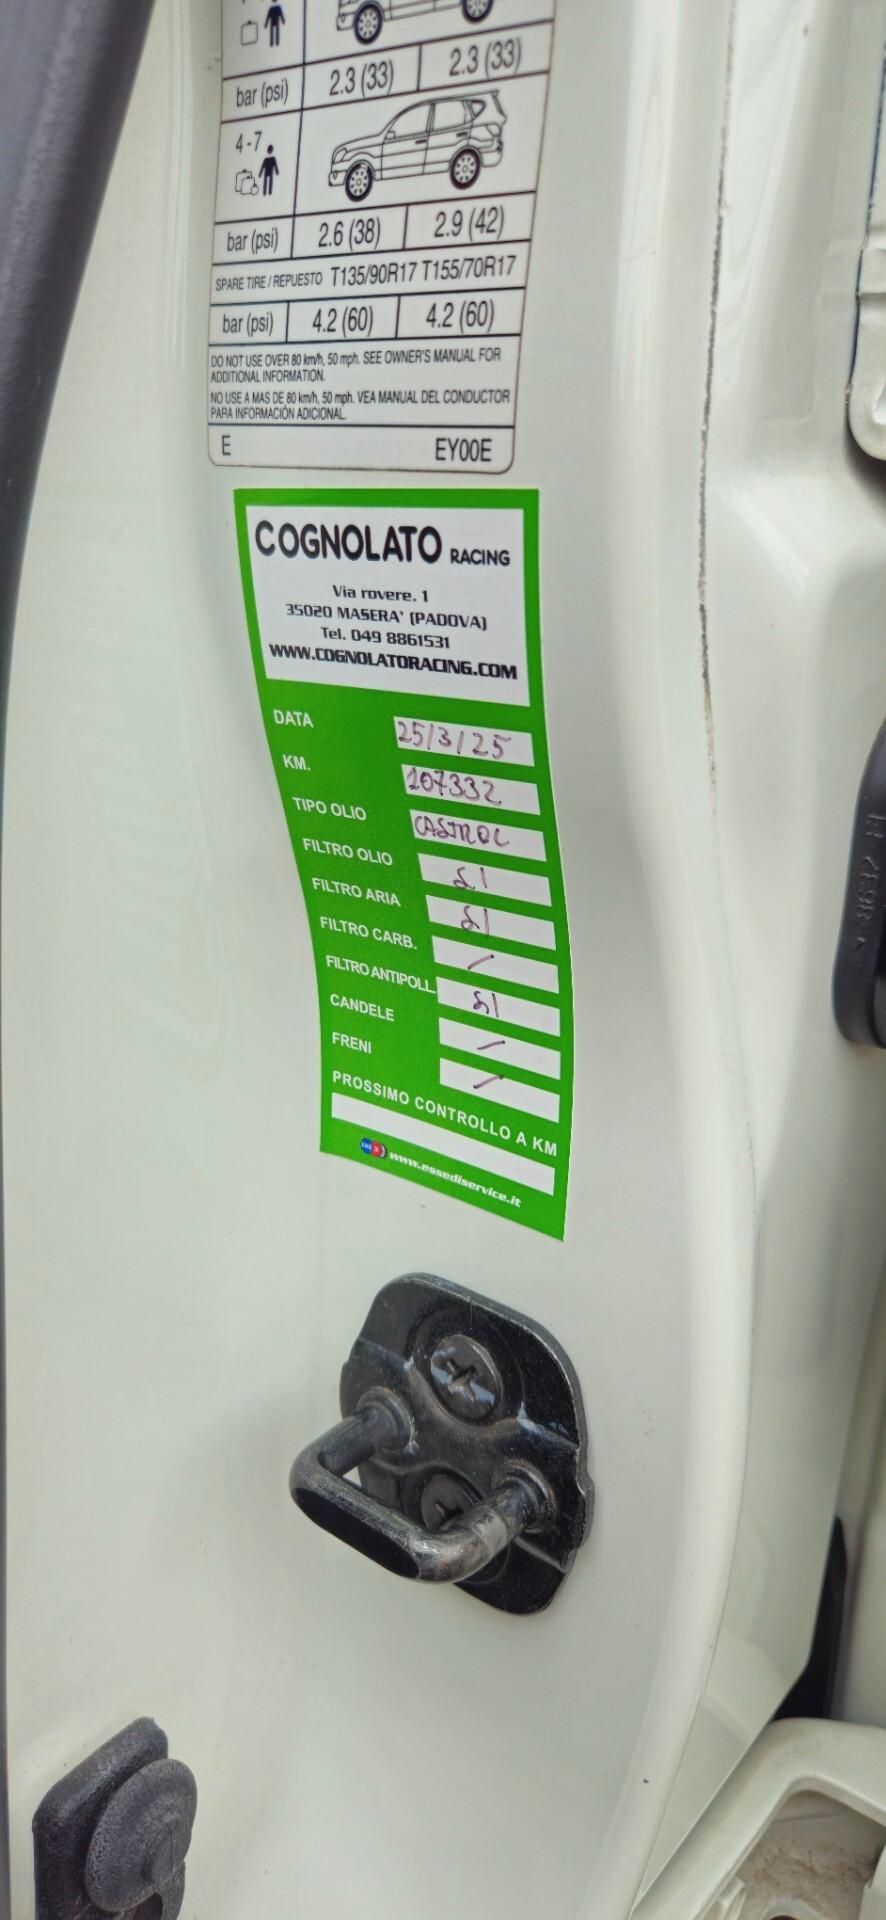 bar (psi) 2.3 (33) 2.3 (33)
4 - 7
bar (psi) 2.6 (38) 2.9 (42)
SPARE TIRE / REPUESTO T135/90R17 T155/70R17
bar (psi) 4.2 (60) 4.2 (60)
DO NOT USE OVER 80 km/h, 50 mph. SEE OWNER'S MANUAL FOR
ADDITIONAL INFORMATION.
NO USE A MAS DE 80 km/h, 50 mph. VEA MANUAL DEL CONDUCTOR
PARA INFORMACIÓN ADICIONAL.
E EY00E
COGNOLATO RACING
Via rovere. 1
35020 MASERA' (PADOVA)
Tel. 049 8861531
WWW.COGNOLATORACING.COM
DATA 25/3/25
KM. 107332
TIPO OLIO CASTROL
FILTRO OLIO SI
FILTRO ARIA SI
FILTRO CARB. /
FILTRO ANTIPOLL. SI
CANDELE /
FRENI /
PROSSIMO CONTROLLO A KM
www.essediservice.it